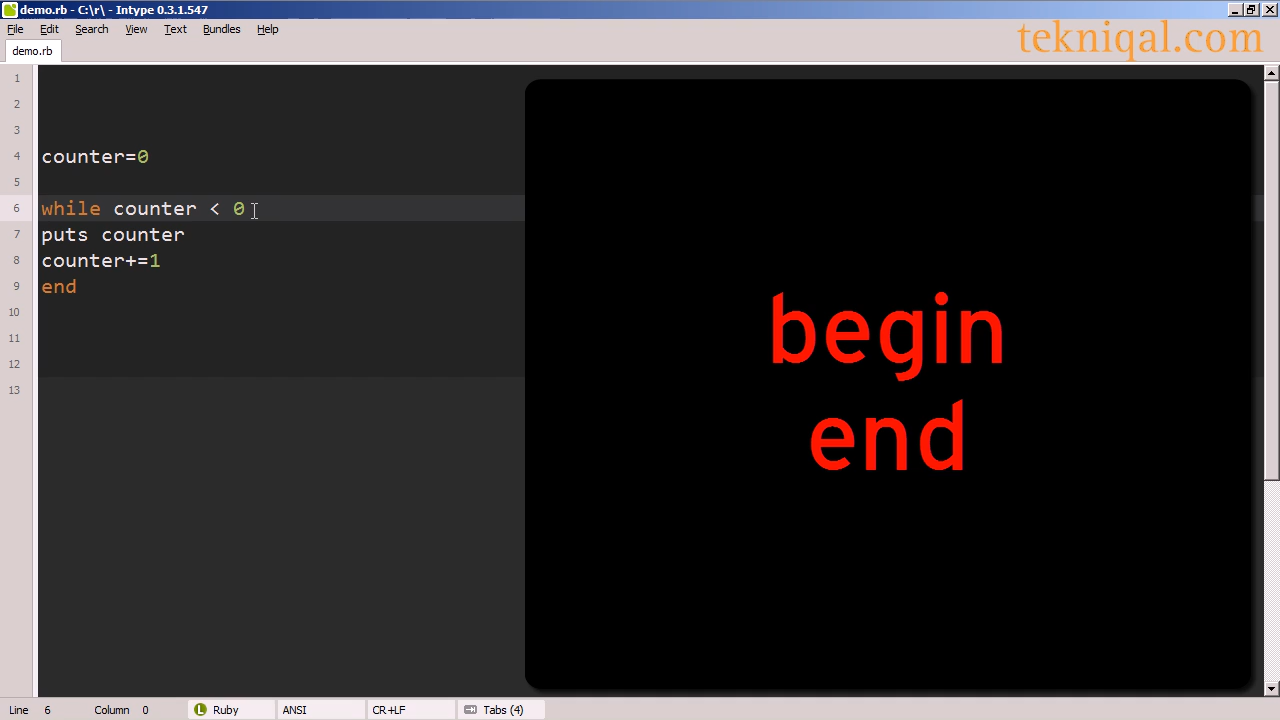 demo.rb - C:\r\ - Intype 0.3.1.547
File Edit Search View Text Bundles Help
tekniqal.com
demo.rb
1
2
3
4 counter=0
5
6 while counter < 0
7 puts counter
8 counter+=1
9 end
10
11
12
13
begin
end
Line 6 Column 0 L Ruby ANSI CR+LF Tabs (4)